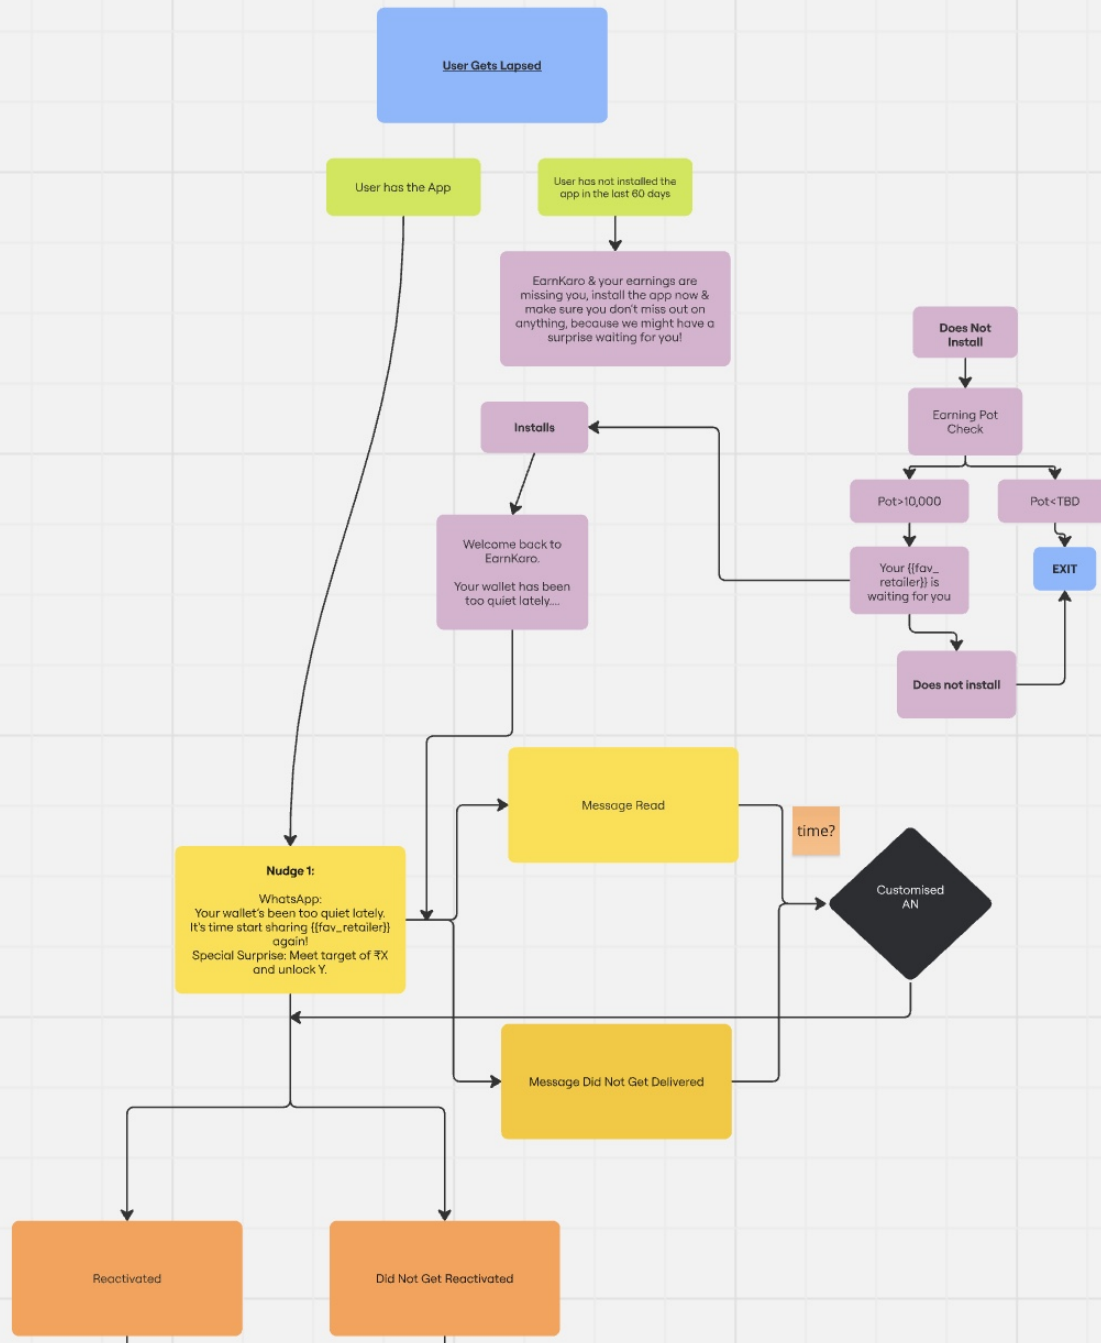 User Gets Lapsed
User has the App
User has not installed the
app in the last 60 days
EarnKaro & your earnings are
missing you, install the app now &
make sure you don't miss out on
anything, because we might have a
surprise waiting for you!
Does Not
Install
Earning Pot
Check
Installs
Pot>10,000
Pot<TBD
Welcome back to
EarnKaro.
Your wallet has been
too quiet lately....
Your {{fav_
retailer}} is
waiting for you
EXIT
Does not install
Message Read
time?
Customised
AN
Nudge 1:
WhatsApp:
Your wallet's been too quiet lately.
It's time start sharing {{fav_retailer}}
again!
Special Surprise: Meet target of ₹X
and unlock Y.
Message Did Not Get Delivered
Reactivated
Did Not Get Reactivated